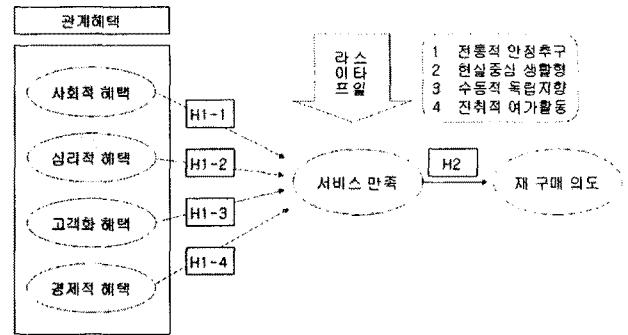 관계혜택
사회적 혜택
심리적 혜택
고객화 혜택
경제적 혜택
H1-1
H1-2
H1-3
H1-4
라 스
이 타
프 일
1 전통적 안정추구
2 현실중심 생활형
3 수동적 독립지향
4 진취적 여가활동
서비스 만족
H2
재 구매 의도